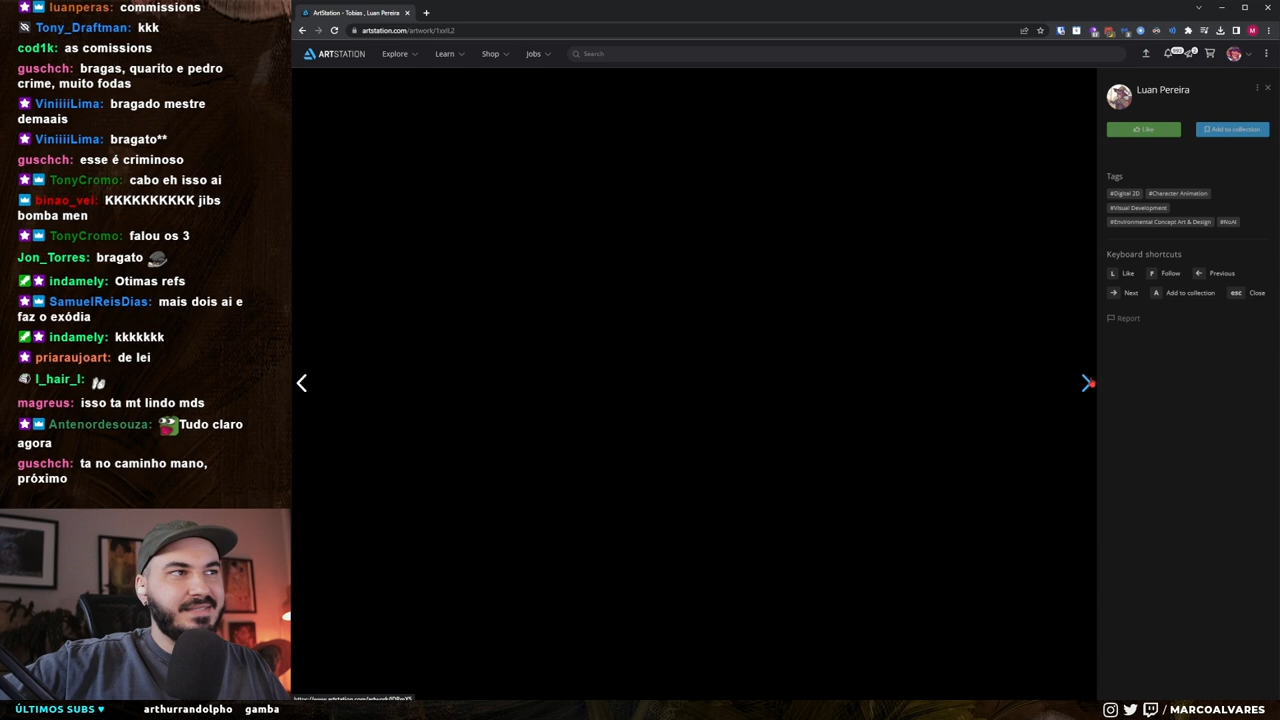 luanperas: commissions
Tony_Draftman: kkk
cod1k: as comissions
guschch: bragas, quarito e pedro
crime, muito fodas
ViniiiiLima: bragado mestre
demaais
ViniiiiLima: bragato**
guschch: esse é criminoso
TonyCromo: cabo eh isso ai
binao_vei: KKKKKKKKKK jibs
bomba men
TonyCromo: falou os 3
Jon_Torres: bragato
indamely: Otimas refs
SamuelReisDias: mais dois ai e
faz o exódia
indamely: kkkkkkk
priaraujoart: de lei
l_hair_l:
magreus: isso ta mt lindo mds
Antenordesouza: Tudo claro
agora
guschch: ta no caminho mano,
próximo
ÚLTIMOS SUBS ♥ arthurrandolpho gamba
ArtStation - Tobias , Luan Pereira
artstation.com/artwork/
ARTSTATION Explore Learn Shop Jobs Search
Luan Pereira
Like Add to collection
Tags
#Digital 2D #Character Animation
#Visual Development
#Environmental Concept Art & Design #NoAI
Keyboard shortcuts
L Like F Follow ← Previous
→ Next A Add to collection esc Close
Report
/ MARCOALVARES